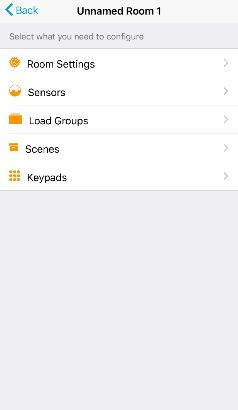 Back
Unnamed Room 1
Select what you need to configure
Room Settings
Sensors
Load Groups
Scenes
Keypads